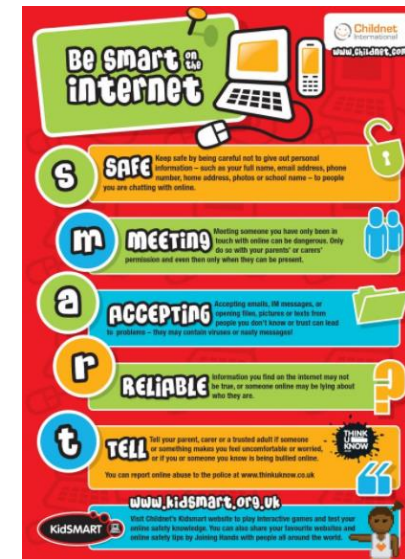 Be smart on the
internet
Childnet
International
www.childnet.com
s
SAFE
Keep safe by being careful not to give out personal
information – such as your full name, email address, phone
number, home address, photos or school name – to people
you are chatting with online.
m
MEETING
Meeting someone you have only been in
touch with online can be dangerous. Only
do so with your parents' or carers'
permission and even then only when they can be present.
a
ACCEPTING
Accepting emails, IM messages, or
opening files, pictures or texts from
people you don't know or trust can lead
to problems – they may contain viruses or nasty messages!
r
RELIABLE
Information you find on the internet may not
be true, or someone online may be lying about
who they are.
t
TELL
Tell your parent, carer or a trusted adult if someone
or something makes you feel uncomfortable or worried,
or if you or someone you know is being bullied online.
THINK
U
KNOW
You can report online abuse to the police at www.thinkuknow.co.uk
www.kidsmart.org.uk
KidSMART
Visit Childnet's Kidsmart website to play interactive games and test your
online safety knowledge. You can also share your favourite websites and
online safety tips by Joining Hands with people all around the world.